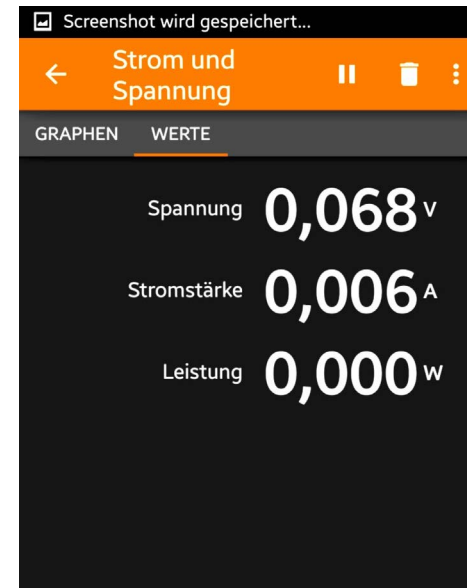 Screenshot wird gespeichert...
Strom und
Spannung
GRAPHEN WERTE
Spannung 0,068 V
Stromstärke 0,006 A
Leistung 0,000 W